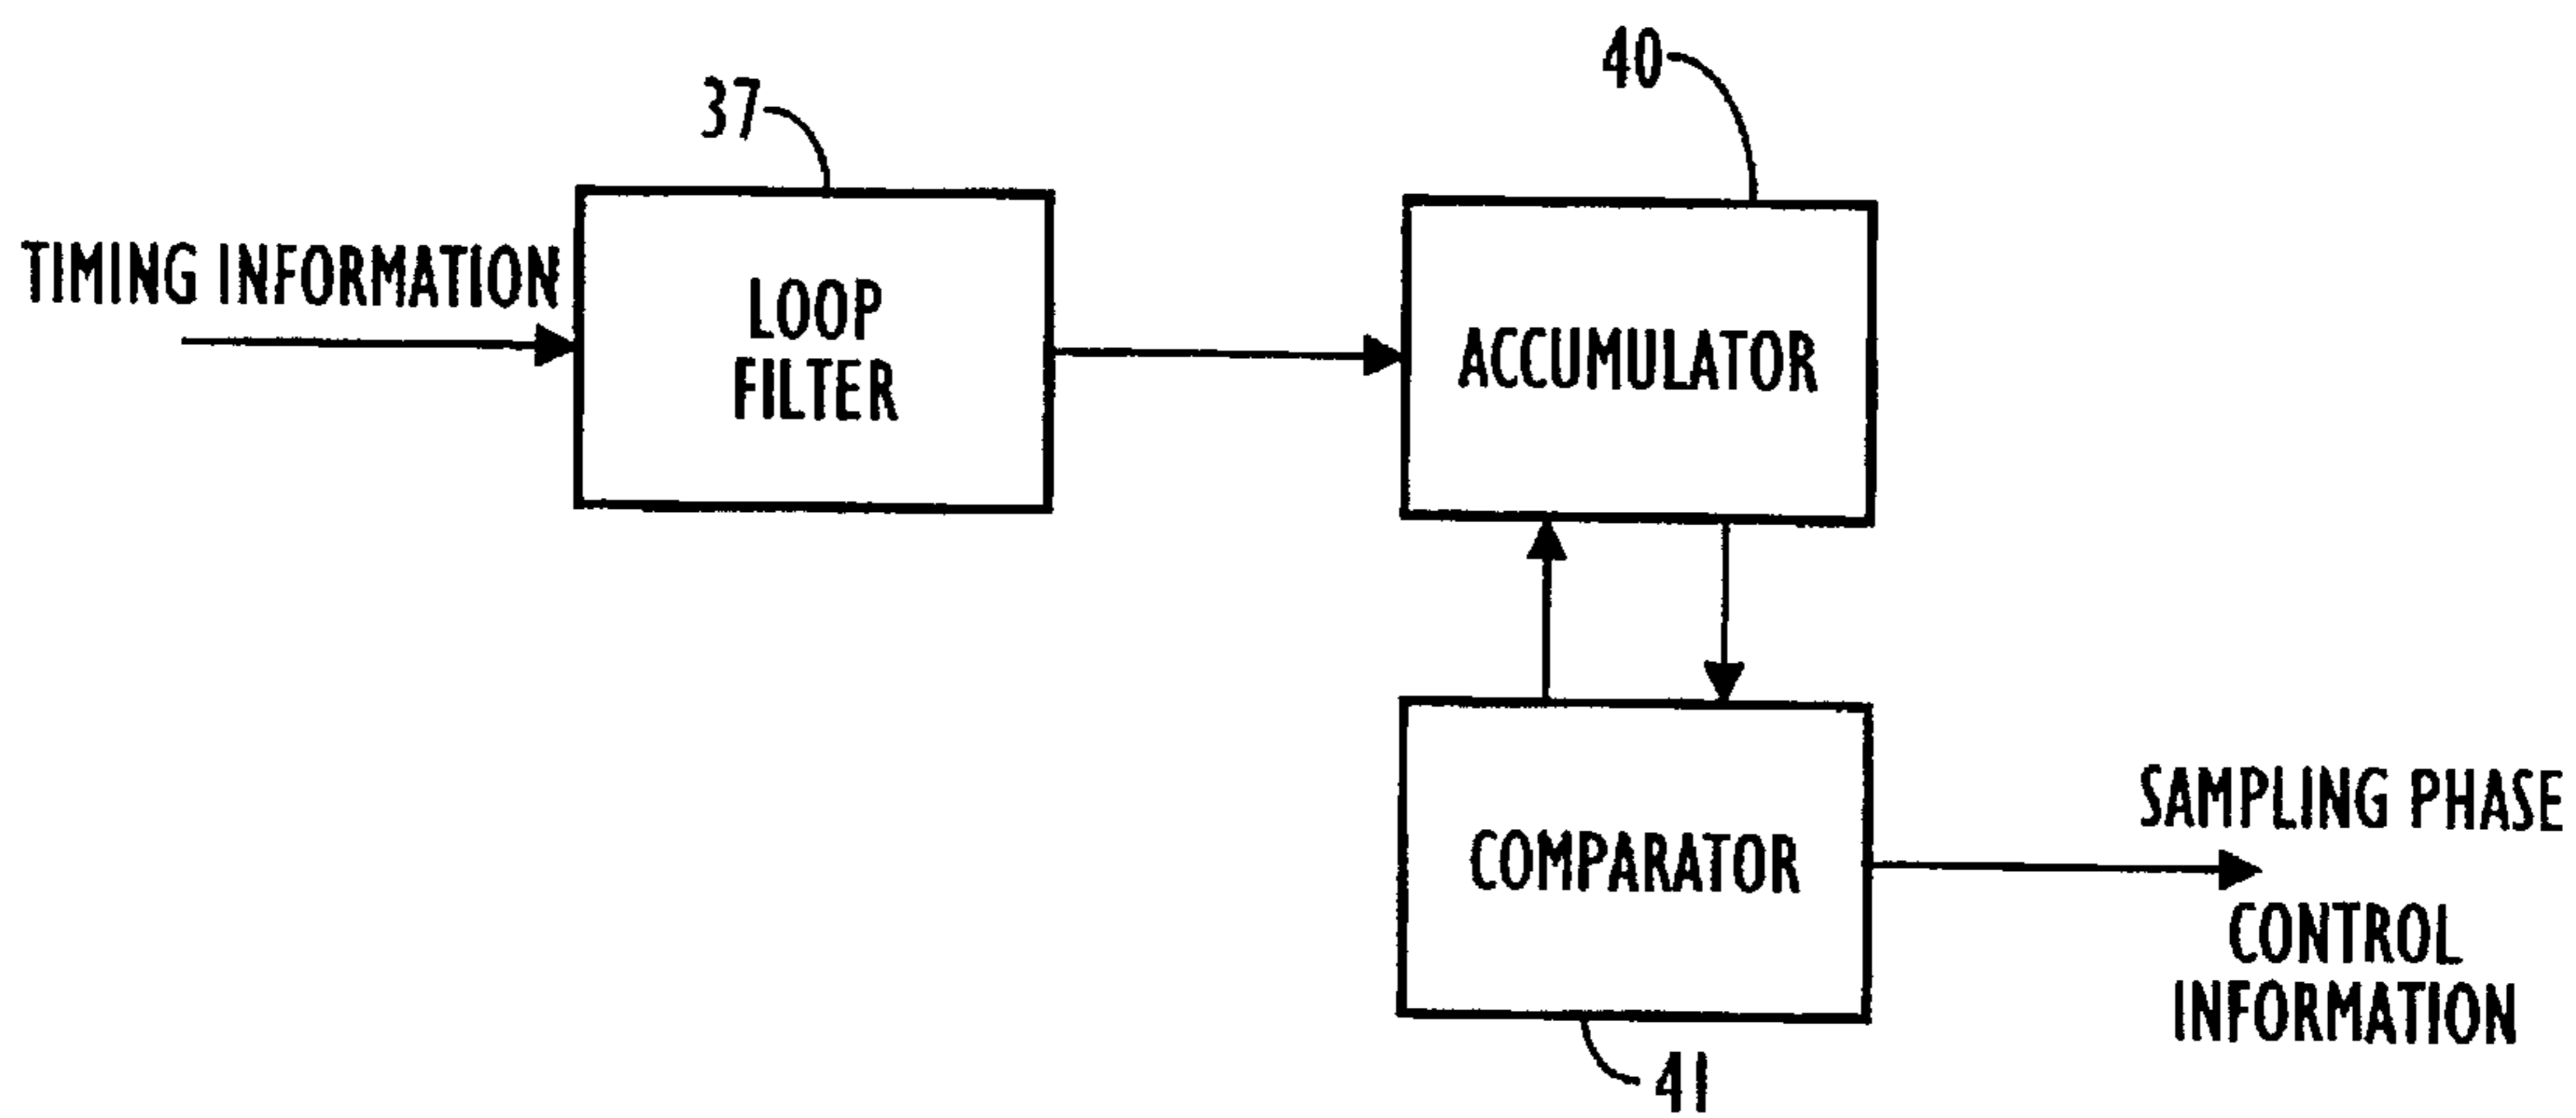 37
40
TIMING INFORMATION
LOOP
FILTER
ACCUMULATOR
COMPARATOR
SAMPLING PHASE
CONTROL
INFORMATION
41